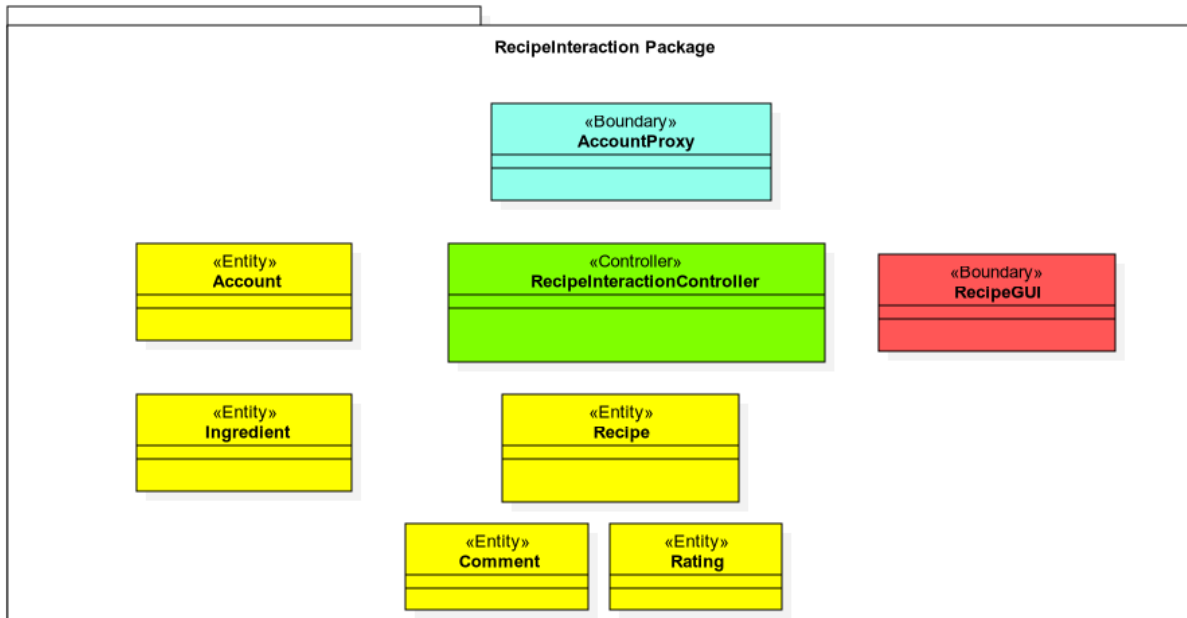 RecipeInteraction Package
«Boundary»
AccountProxy
«Entity»
Account
«Controller»
RecipeInteractionController
«Boundary»
RecipeGUI
«Entity»
Ingredient
«Entity»
Recipe
«Entity»
Comment
«Entity»
Rating